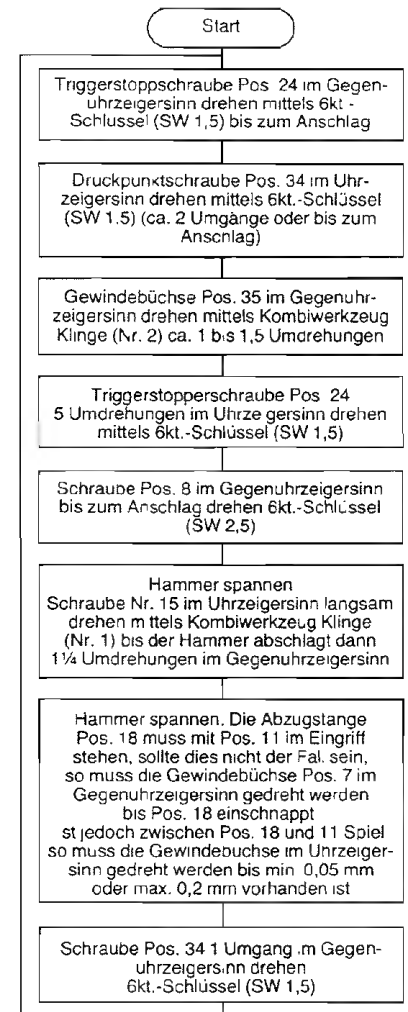 Start
Triggerstoppschraube Pos 24 im Gegen-
uhrzeigersinn drehen mittels 6kt -
Schlussel (SW 1,5) bis zum Anschlag
Druckpunktschraube Pos. 34 im Uhr-
zeigersinn drehen mittels 6kt.-Schlüssel
(SW 1.5) (ca. 2 Umgänge oder bis zum
Anschlag)
Gewindebüchse Pos. 35 im Gegenuhr-
zeigersinn drehen mittels Kombiwerkzeug
Klinge (Nr. 2) ca. 1 bis 1,5 Umdrehungen
Triggerstopperschraube Pos 24
5 Umdrehungen im Uhrze gersinn drehen
mittels 6kt.-Schlüssel (SW 1,5)
Schraube Pos. 8 im Gegenuhrzeigersinn
bis zum Anschlag drehen 6kt.-Schlüssel
(SW 2,5)
Hammer spannen
Schraube Nr. 15 im Uhrzeigersinn langsam
drehen m ttels Kombiwerkzeug Klinge
(Nr. 1) bis der Hammer abschlagt dann
1¼ Umdrehungen im Gegenuhrzeigersinn
Hammer spannen. Die Abzugstange
Pos. 18 muss mit Pos. 11 im Eingriff
stehen, sollte dies nicht der Fal. sein,
so muss die Gewindebüchse Pos. 7 im
Gegenuhrzeigersinn gedreht werden
bis Pos. 18 einschnappt
st jedoch zwischen Pos. 18 und 11 Spiel
so muss die Gewindebuchse im Uhrzeiger-
sinn gedreht werden bis min 0,05 mm
oder max. 0,2 mm vorhanden ist
Schraube Pos. 34 1 Umgang .m Gegen-
uhrzeigersinn drehen
6kt.-Schlüssel (SW 1,5)